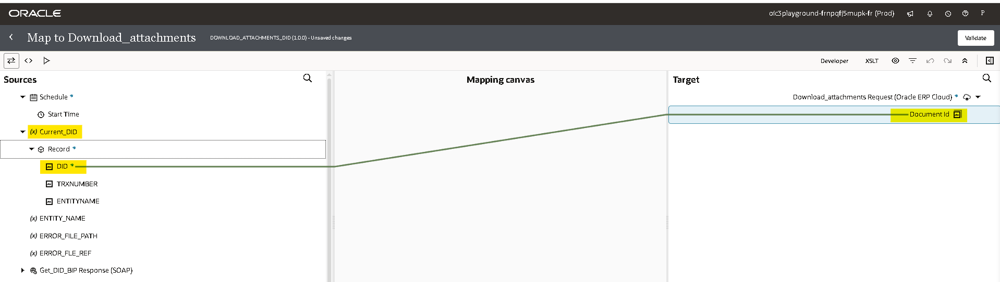 ORACLE
oic3playground-frnpqfj5mupk-fr (Prod)
P
Map to Download_attachments
DOWNLOAD_ATTACHMENTS_DID (1.0.0) - Unsaved changes
Validate
Developer
XSLT
Sources
Mapping canvas
Target
Schedule *
Download_attachments Request (Oracle ERP Cloud) *
Start Time
Document Id
(x) Current_DID
Record *
DID *
TRXNUMBER
ENTITYNAME
(x) ENTITY_NAME
(x) ERROR_FILE_PATH
(x) ERROR_FLE_REF
Get_DID_BIP Response (SOAP)